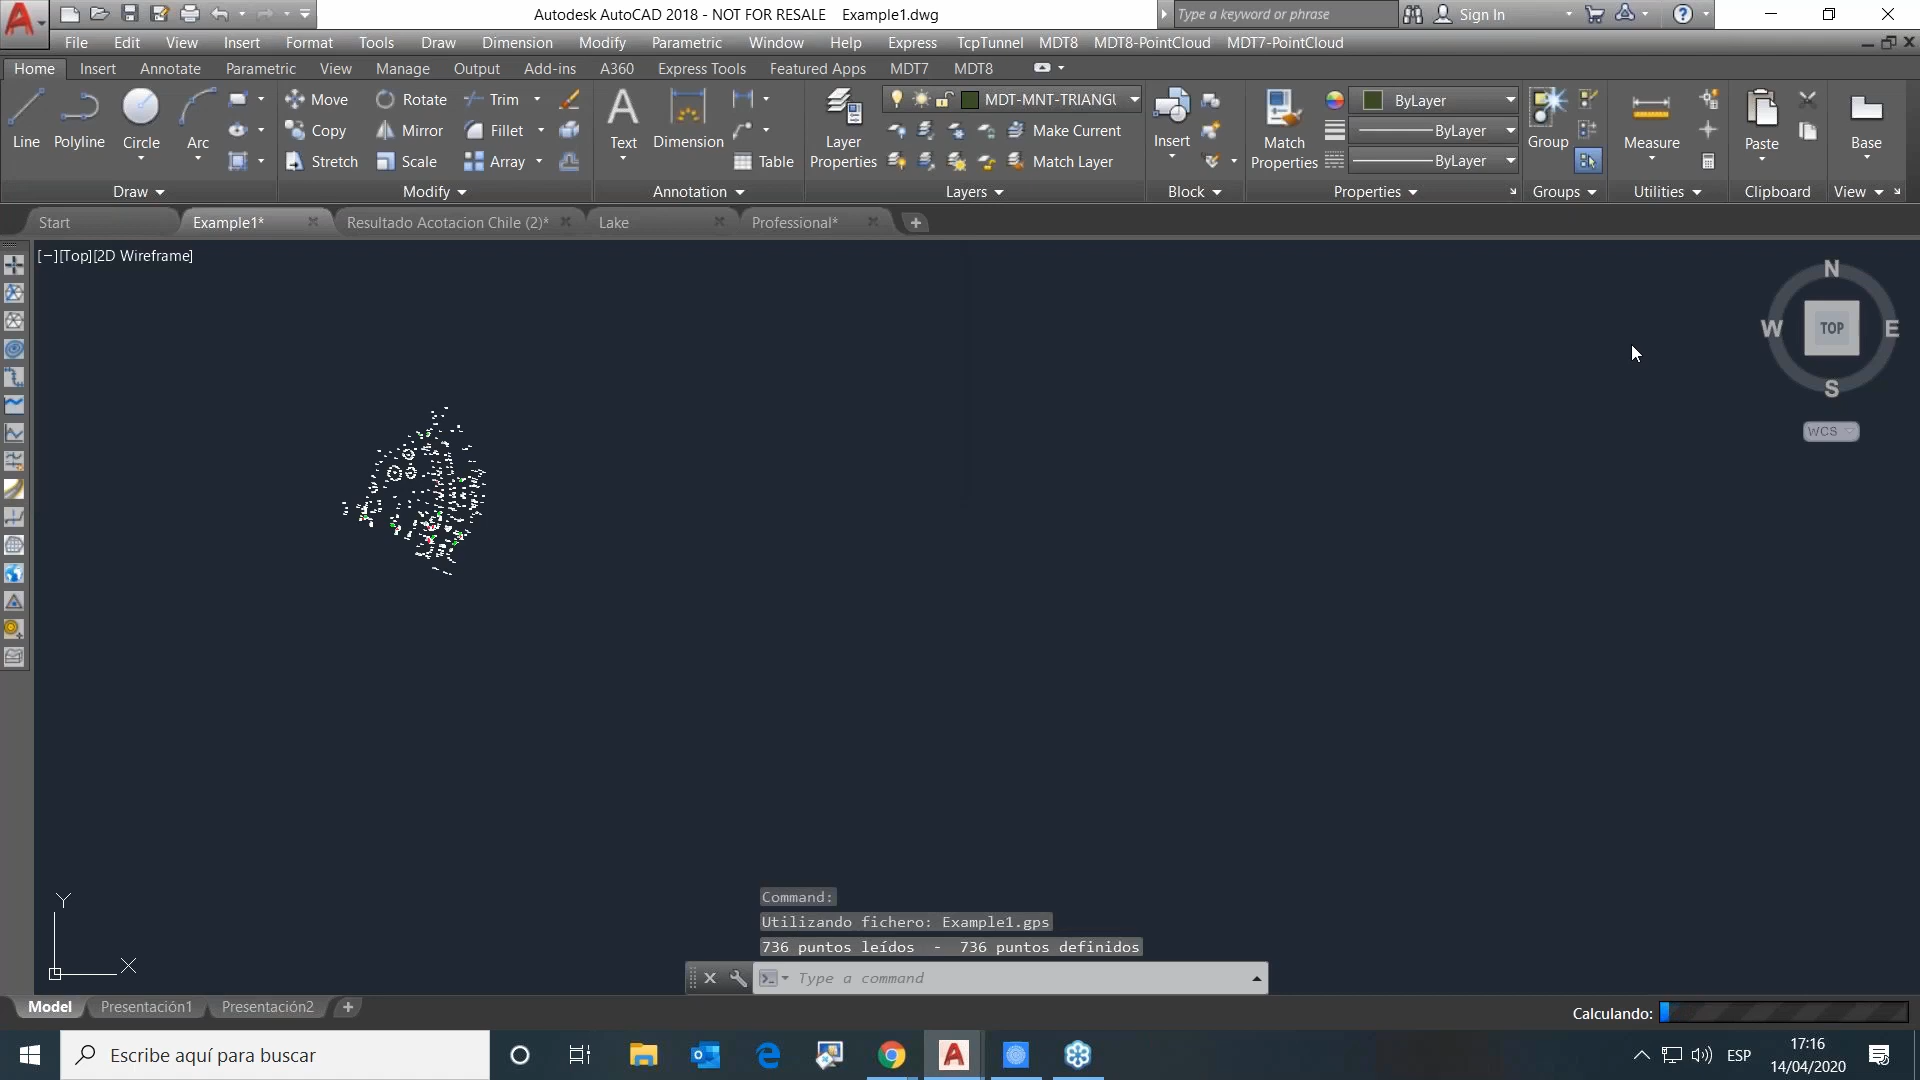 Autodesk AutoCAD 2018 - NOT FOR RESALE    Example1.dwg
Type a keyword or phrase
Sign In
File Edit View Insert Format Tools Draw Dimension Modify Parametric Window Help Express TcpTunnel MDT8 MDT8-PointCloud MDT7-PointCloud
Home Insert Annotate Parametric View Manage Output Add-ins A360 Express Tools Featured Apps MDT7 MDT8
Move Rotate Trim
MDT-MNT-TRIANGU
ByLayer
Copy Mirror Fillet
Make Current
ByLayer
Line Polyline Circle Arc
Text Dimension
Layer
Properties
Insert
Match
Properties
Group
Measure
Paste
Base
Stretch Scale Array
Table
Match Layer
ByLayer
Draw Modify Annotation Layers Block Properties Groups Utilities Clipboard View
Start Example1* Resultado Acotacion Chile (2)* Lake Professional*
[−][Top][2D Wireframe]
N
W TOP E
S
WCS
Y
X
Command:
Utilizando fichero: Example1.gps
736 puntos leídos  -  736 puntos definidos
Type a command
Model Presentación1 Presentación2
Calculando:
Escribe aquí para buscar
ESP
17:16
14/04/2020